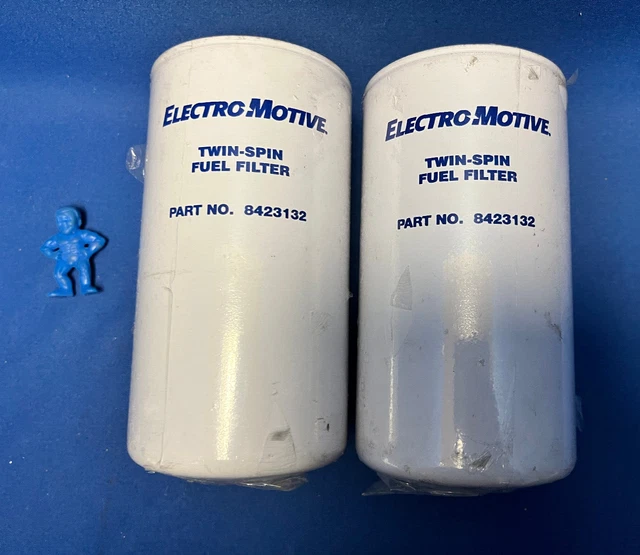 ELECTRO-MOTIVE
TWIN-SPIN
FUEL FILTER
PART NO. 8423132
ELECTRO-MOTIVE
TWIN-SPIN
FUEL FILTER
PART NO. 8423132